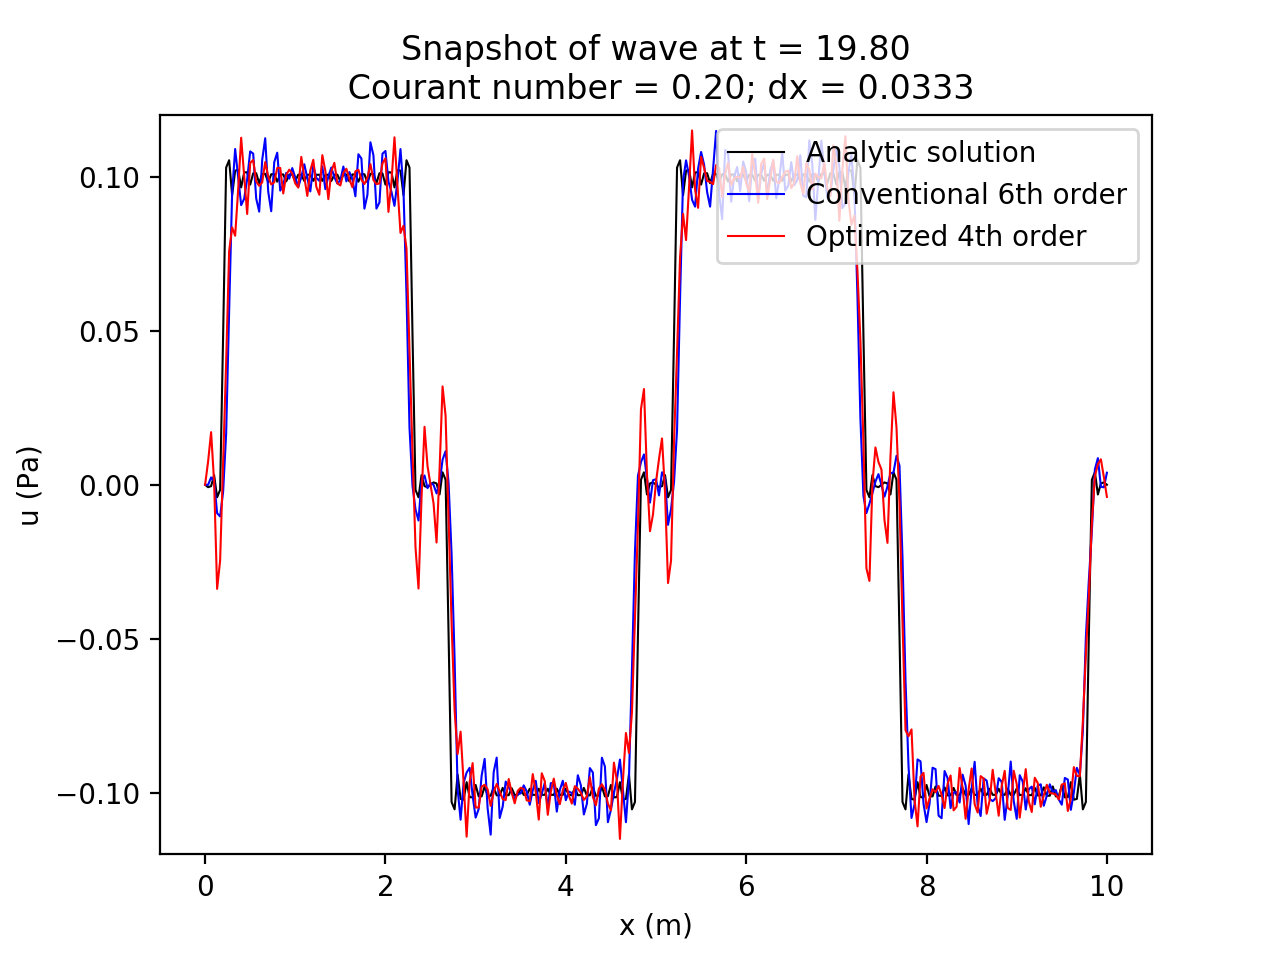 Snapshot of wave at t = 19.80
Courant number = 0.20; dx = 0.0333
Analytic solution
Conventional 6th order
Optimized 4th order
0.10
0.05
0.00
−0.05
−0.10
u (Pa)
0 2 4 6 8 10
x (m)